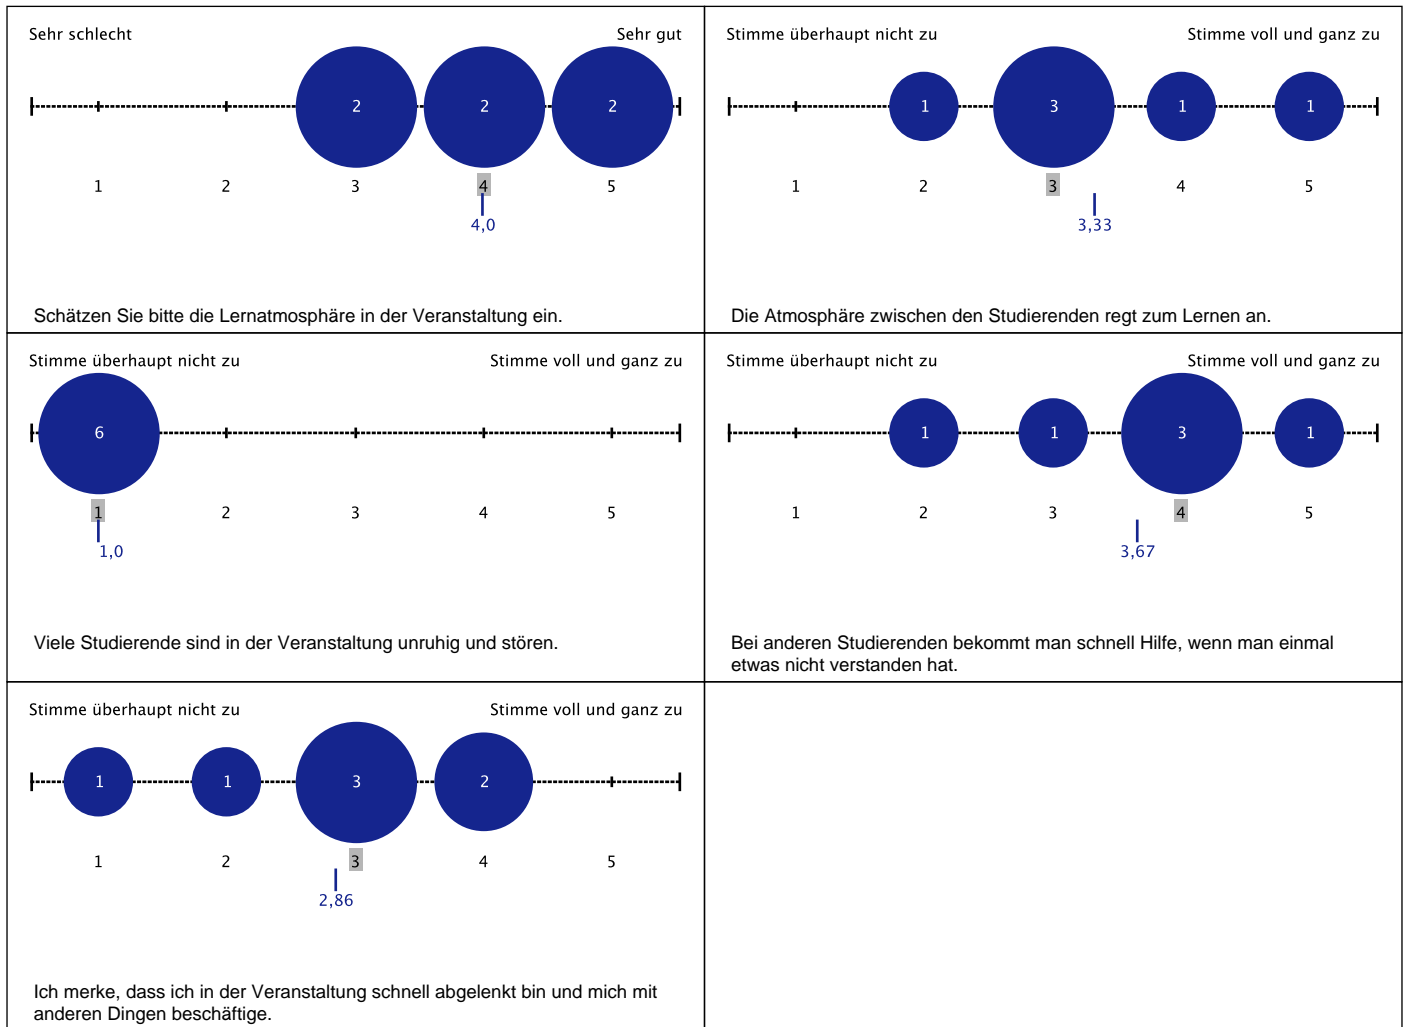 Sehr schlecht Sehr gut
2 2 2
1 2 3 4 5
4,0
Schätzen Sie bitte die Lernatmosphäre in der Veranstaltung ein.
Stimme überhaupt nicht zu Stimme voll und ganz zu
1 3 1 1
1 2 3 4 5
3,33
Die Atmosphäre zwischen den Studierenden regt zum Lernen an.
Stimme überhaupt nicht zu Stimme voll und ganz zu
6
1 2 3 4 5
1,0
Viele Studierende sind in der Veranstaltung unruhig und stören.
Stimme überhaupt nicht zu Stimme voll und ganz zu
1 1 3 1
1 2 3 4 5
3,67
Bei anderen Studierenden bekommt man schnell Hilfe, wenn man einmal
etwas nicht verstanden hat.
Stimme überhaupt nicht zu Stimme voll und ganz zu
1 1 3 2
1 2 3 4 5
2,86
Ich merke, dass ich in der Veranstaltung schnell abgelenkt bin und mich mit
anderen Dingen beschäftige.